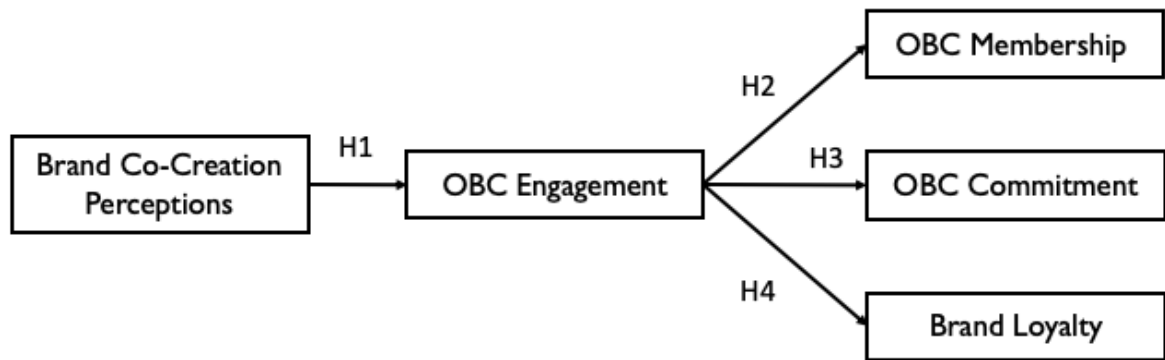 OBC Membership
H2
Brand Co-Creation
Perceptions
H1
OBC Engagement
H3
OBC Commitment
H4
Brand Loyalty